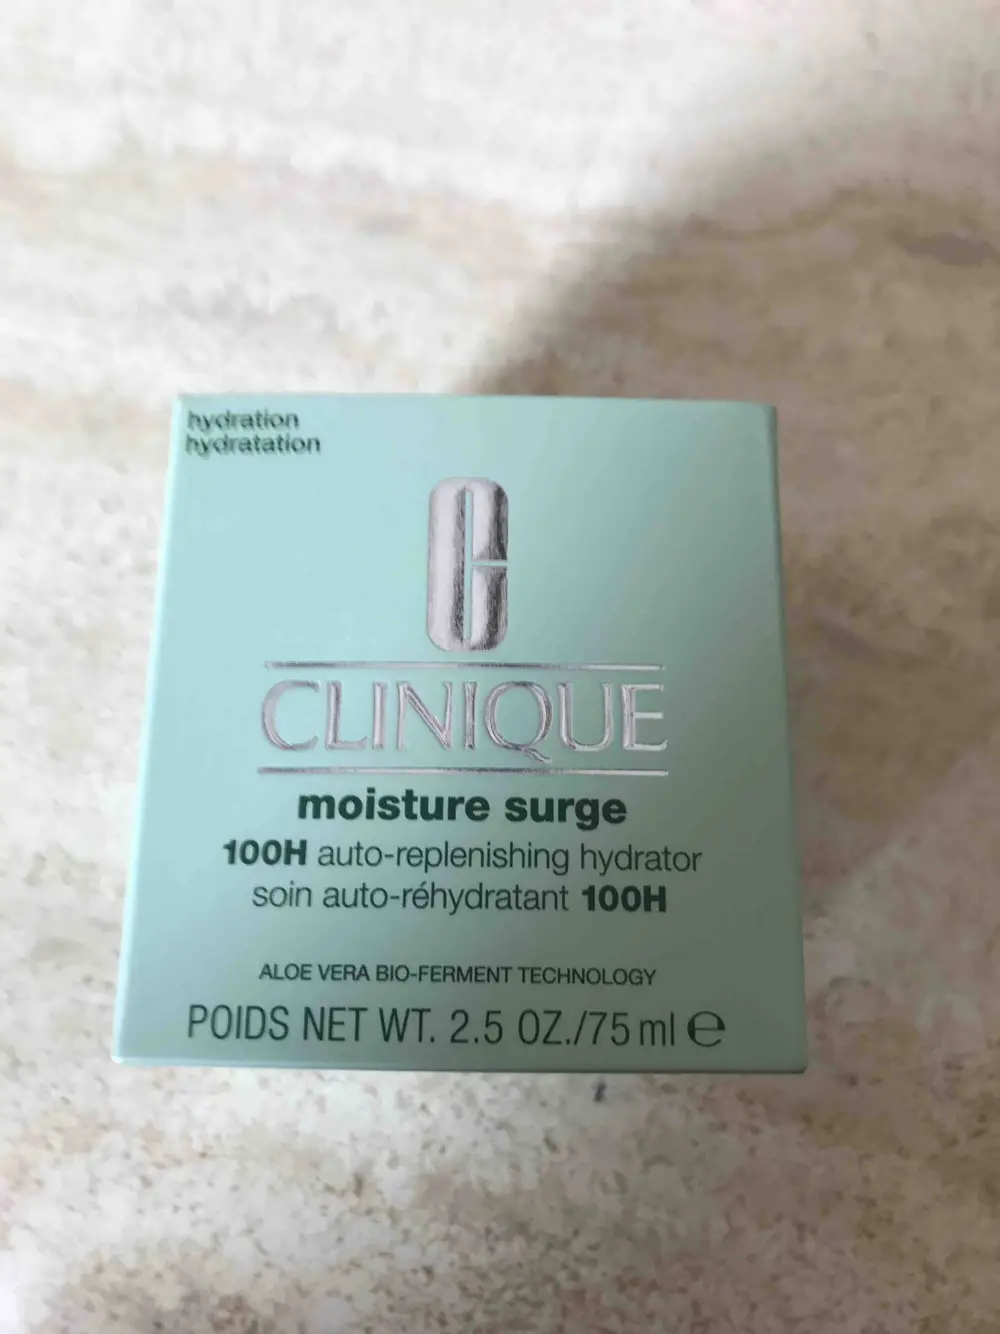 hydration
hydratation
C
CLINIQUE
moisture surge
100H auto-replenishing hydrator
soin auto-réhydratant 100H
ALOE VERA BIO-FERMENT TECHNOLOGY
POIDS NET WT. 2.5 OZ./75 ml ℮